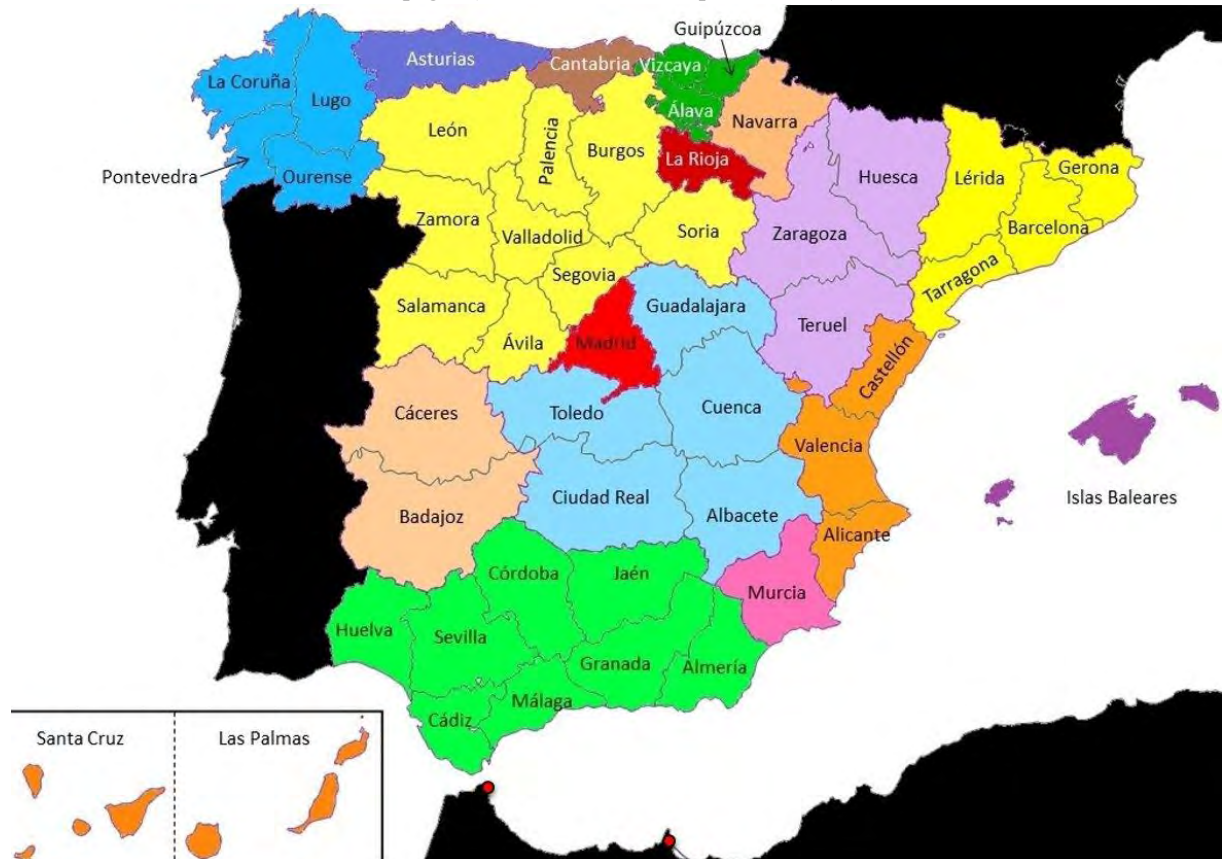 Guipúzcoa
Asturias
Cantabria
Vizcaya
La Coruña
Lugo
Álava
Navarra
León
Palencia
Burgos
La Rioja
Pontevedra
Ourense
Huesca
Lérida
Gerona
Zamora
Valladolid
Soria
Zaragoza
Barcelona
Segovia
Tarragona
Salamanca
Guadalajara
Ávila
Madrid
Teruel
Castellón
Cáceres
Toledo
Cuenca
Valencia
Ciudad Real
Islas Baleares
Badajoz
Albacete
Alicante
Córdoba
Jaén
Murcia
Huelva
Sevilla
Granada
Almería
Málaga
Cádiz
Santa Cruz
Las Palmas